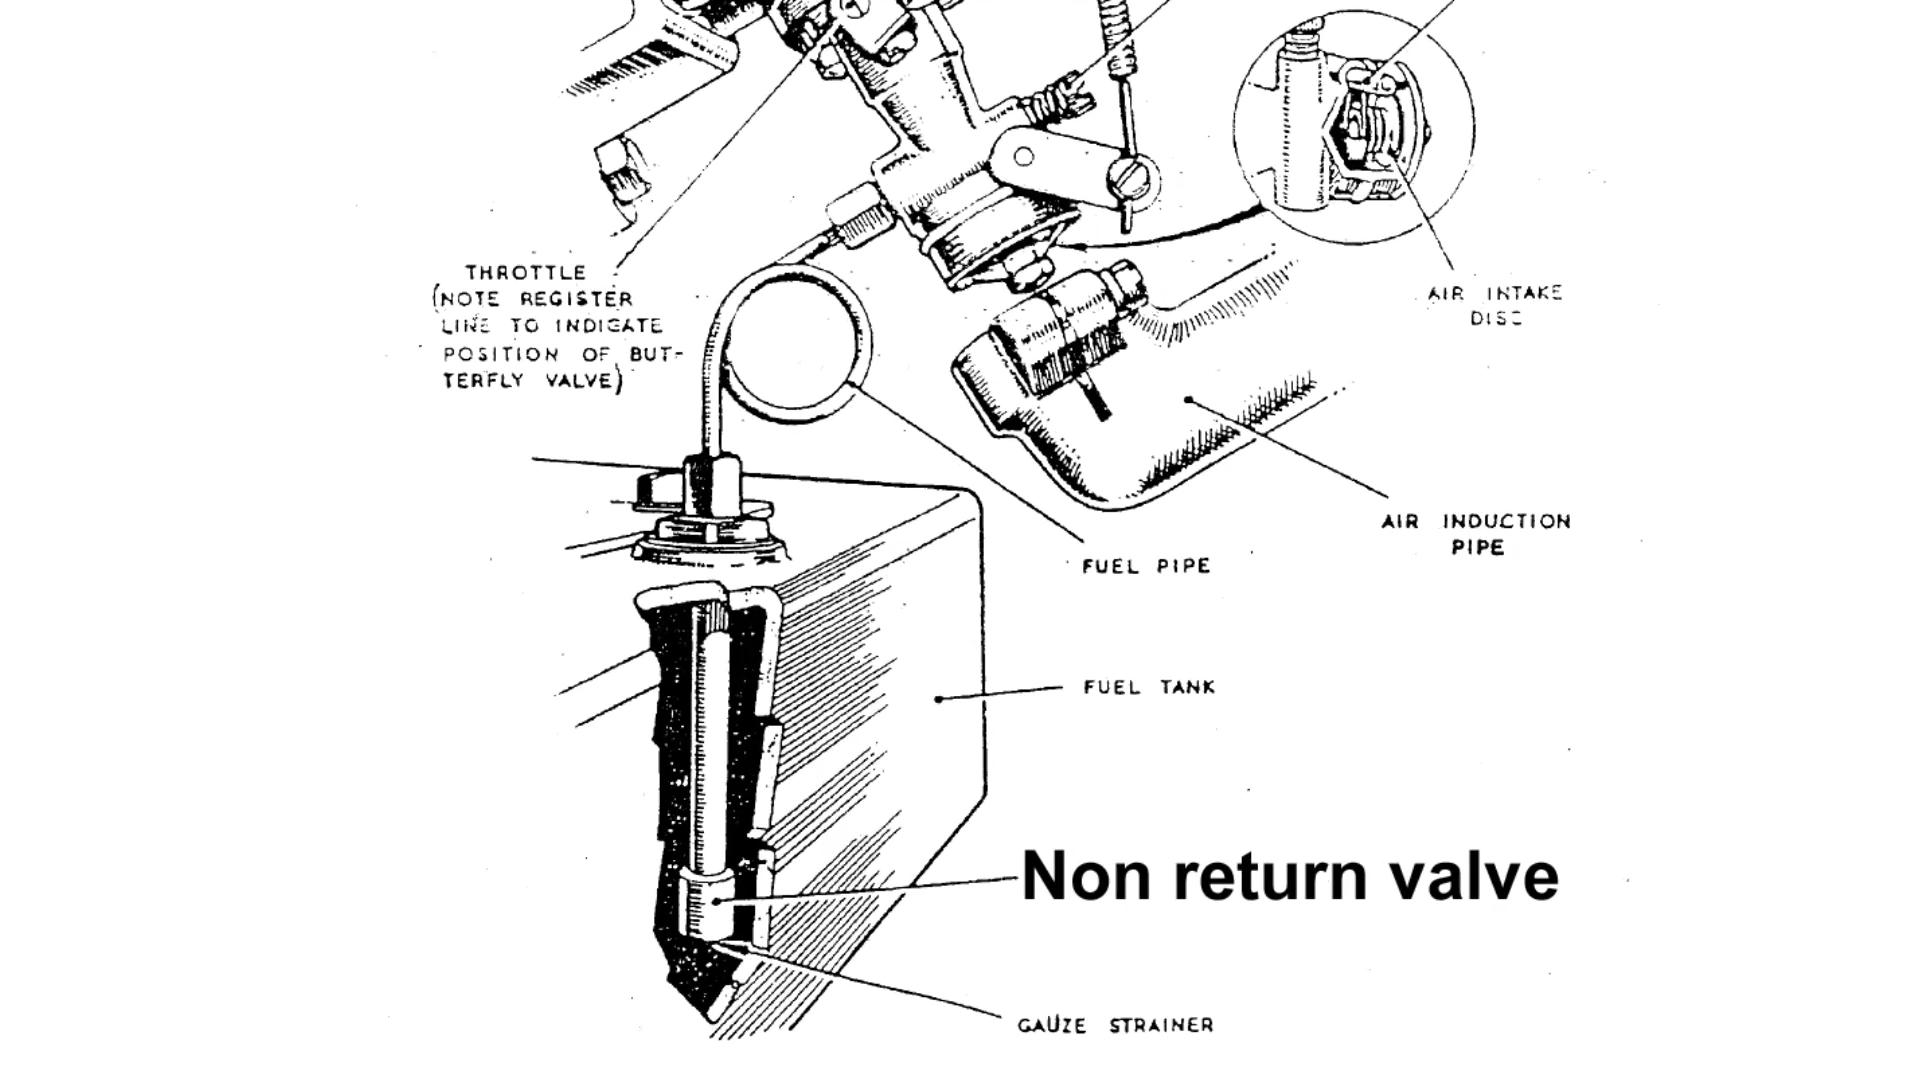 THROTTLE
(NOTE REGISTER
LINE TO INDICATE
POSITION OF BUT-
TERFLY VALVE)
AIR INTAKE
DISC
AIR INDUCTION
PIPE
FUEL PIPE
FUEL TANK
Non return valve
GAUZE STRAINER